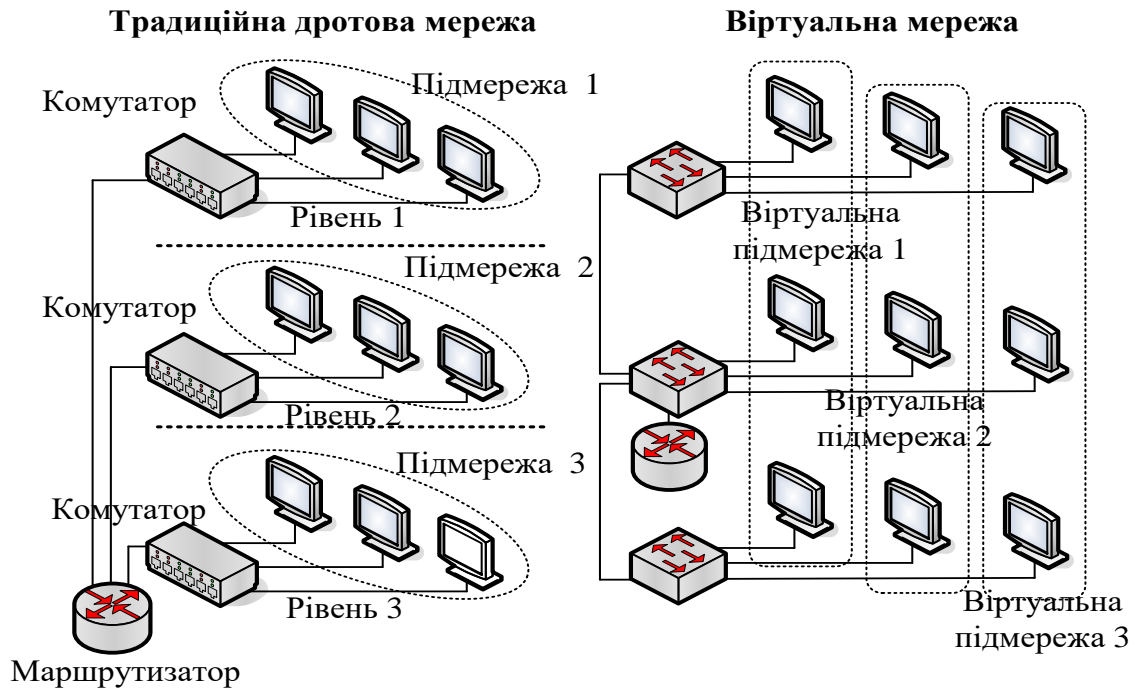 Традиційна дротова мережа
Комутатор
Підмережа 1
Рівень 1
Комутатор
Підмережа 2
Рівень 2
Комутатор
Підмережа 3
Рівень 3
Маршрутизатор
Віртуальна мережа
Віртуальна
підмережа 1
Віртуальна
підмережа 2
Віртуальна
підмережа 3